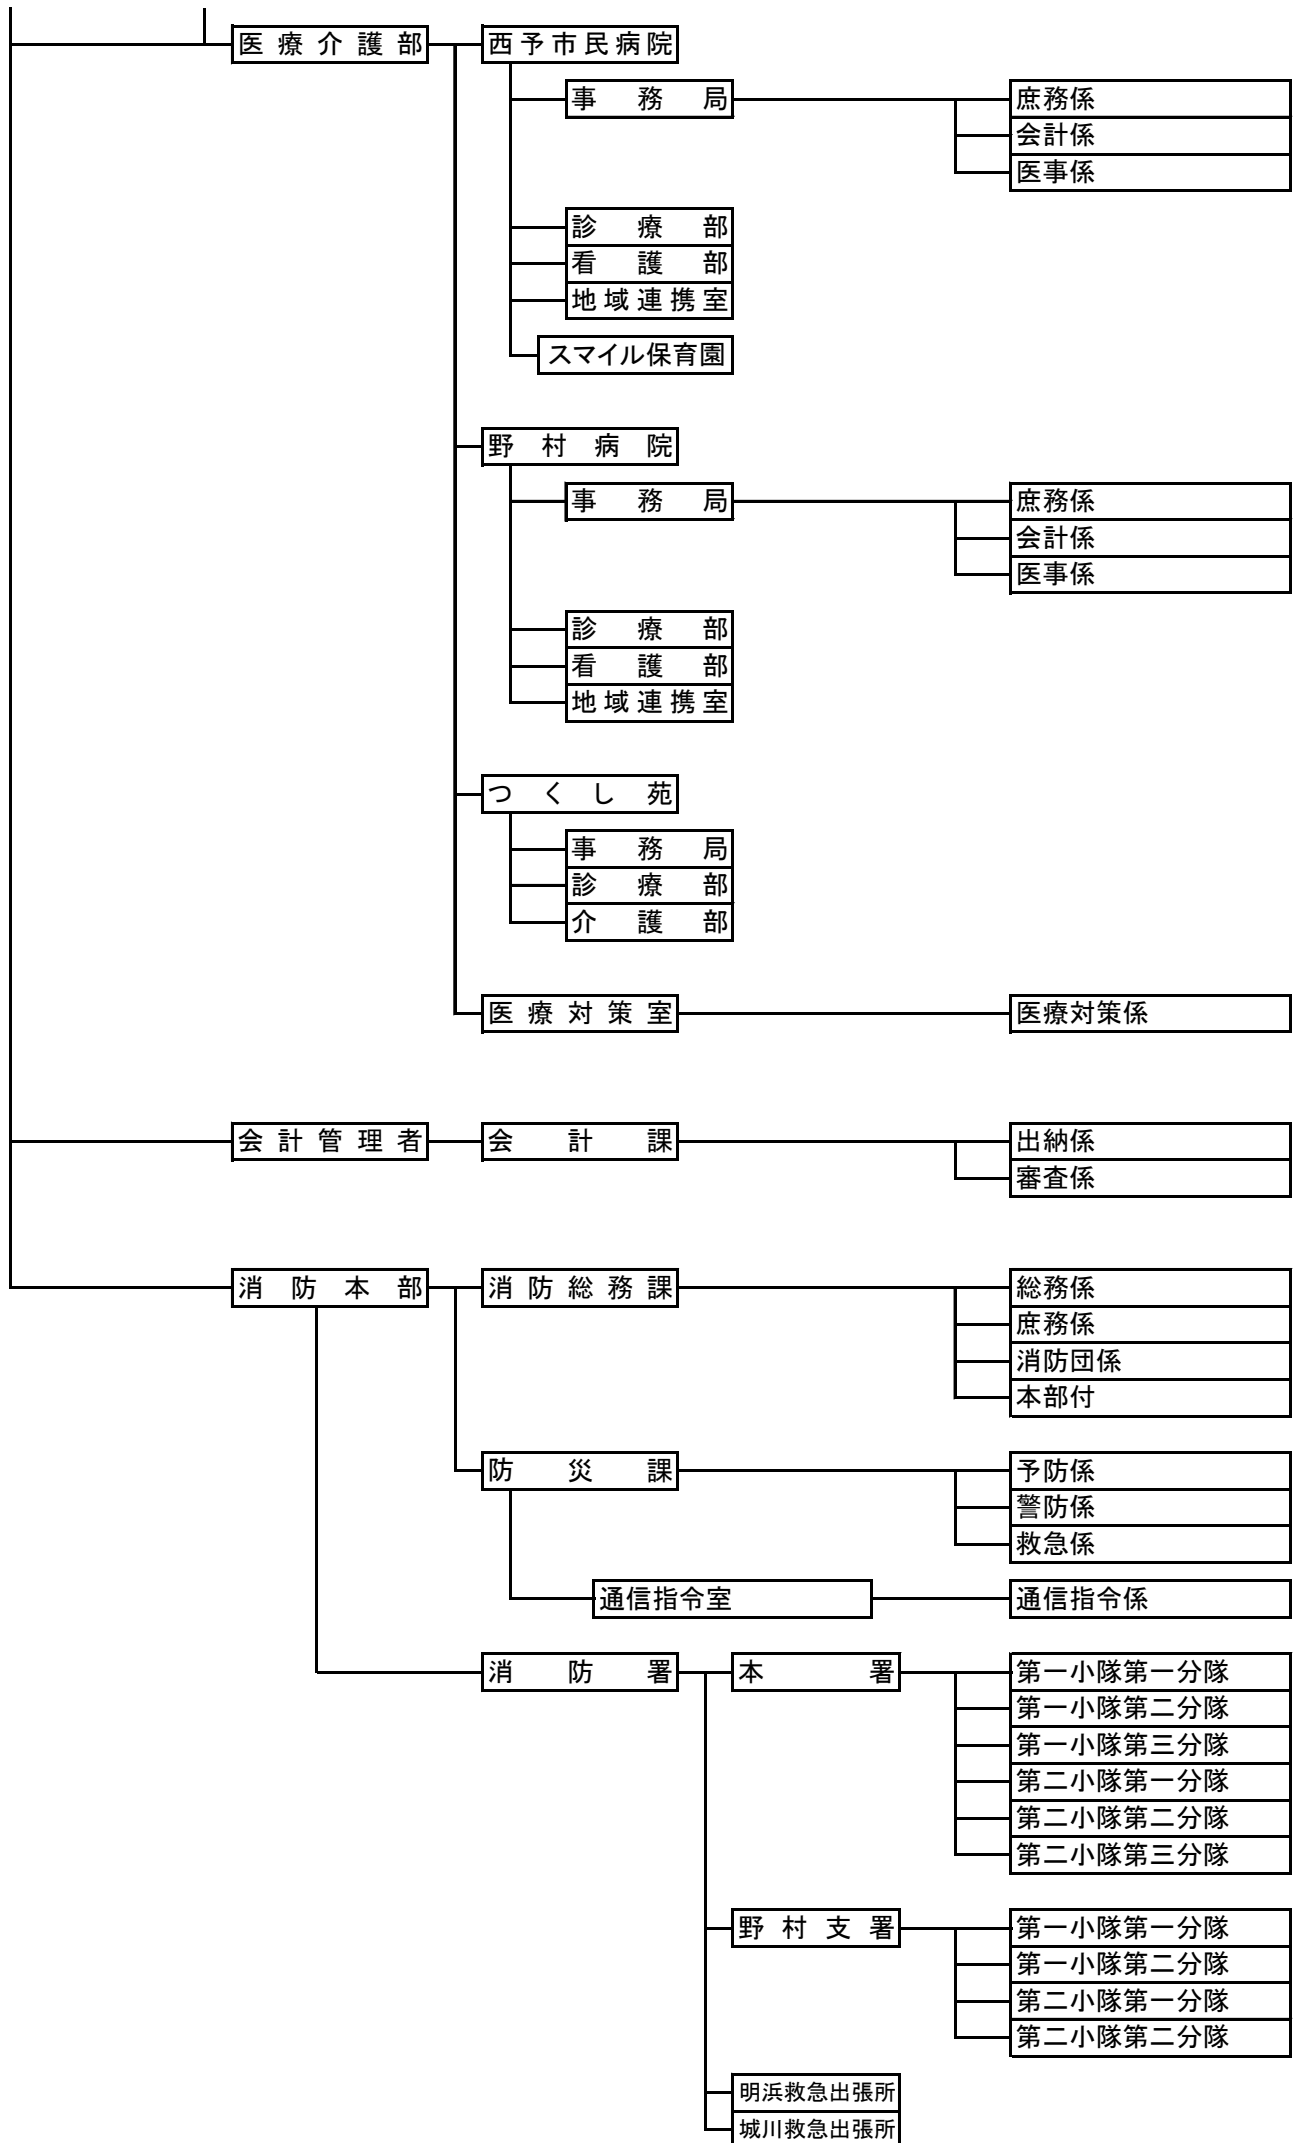 医療介護部 西予市民病院
事務局 庶務係
会計係
医事係
診療部
看護部
地域連携室
スマイル保育園
野村病院
事務局 庶務係
会計係
医事係
診療部
看護部
地域連携室
つくし苑
事務局
診療部
介護部
医療対策室 医療対策係
会計管理者 会計課 出納係
審査係
消防本部 消防総務課 総務係
庶務係
消防団係
本部付
防災課 予防係
警防係
救急係
通信指令室 通信指令係
消防署 本署 第一小隊第一分隊
第一小隊第二分隊
第一小隊第三分隊
第二小隊第一分隊
第二小隊第二分隊
第二小隊第三分隊
野村支署 第一小隊第一分隊
第一小隊第二分隊
第二小隊第一分隊
第二小隊第二分隊
明浜救急出張所
城川救急出張所